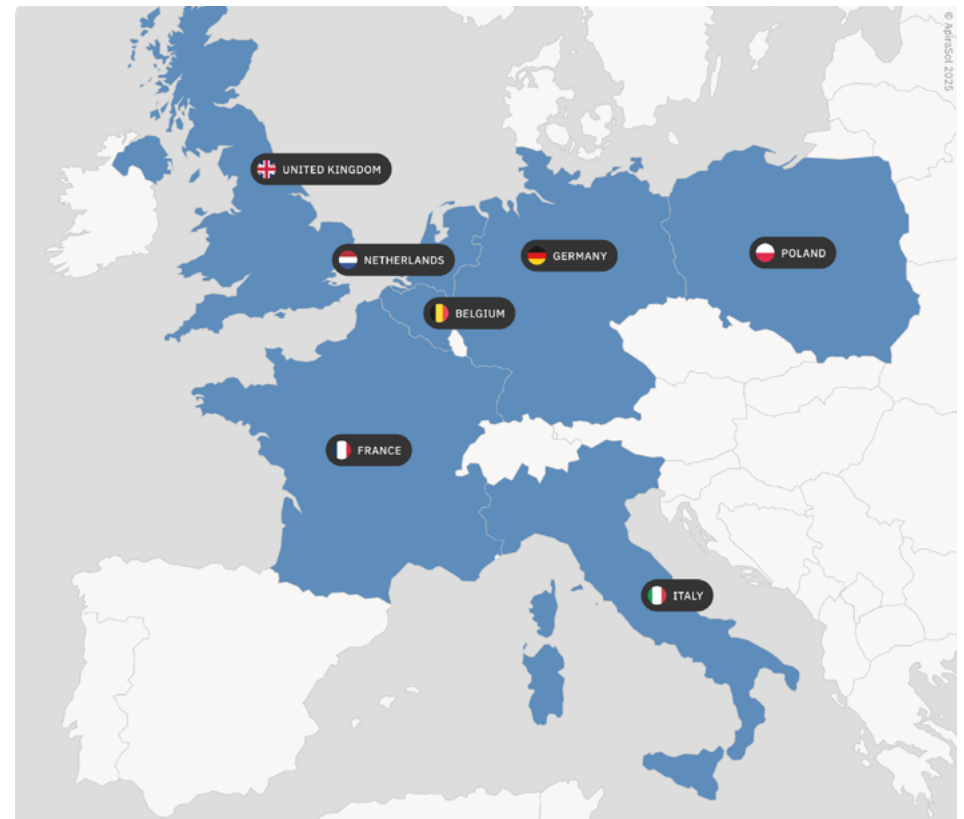 © ApiraSol 2025
UNITED KINGDOM
NETHERLANDS
GERMANY
POLAND
BELGIUM
FRANCE
ITALY